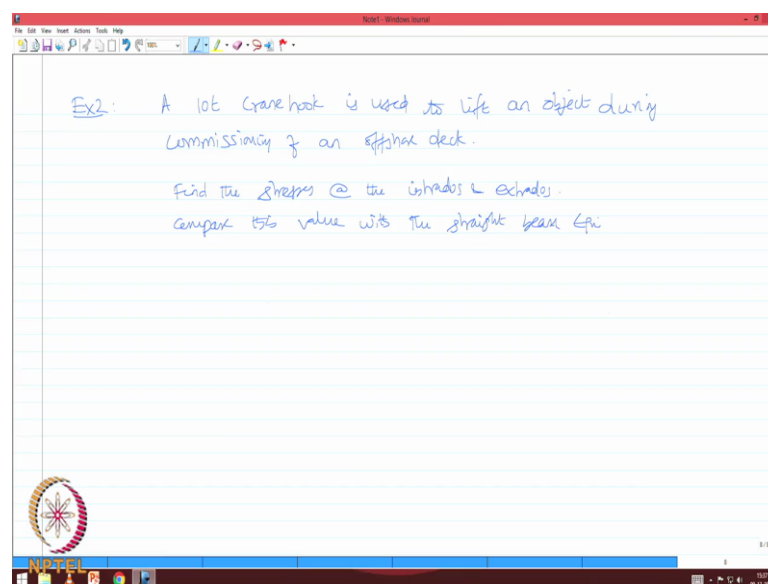 Note1 - Windows Journal
File Edit View Insert Actions Tools Help
Ex2: A 10t Crane hook is used to lift an object during
commissioning of an offshore deck.
Find the stresses @ the intrados & extrados.
compare this value with the straight beam
NPTEL